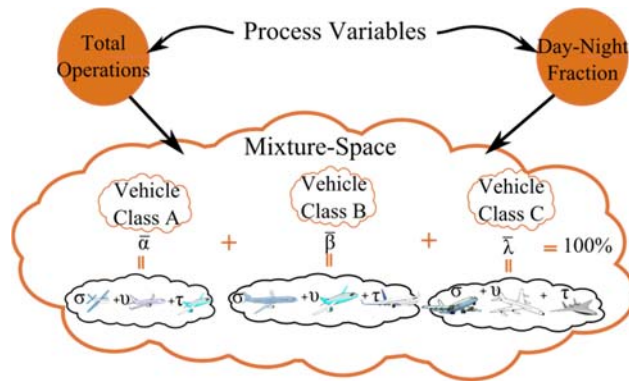 Total
Operations
Process Variables
Day-Night
Fraction
Mixture-Space
Vehicle
Class A
Vehicle
Class B
Vehicle
Class C
ᾱ + β̄ + λ̄ = 100%
= = =
σ +υ +τ σ +υ +τ σ +υ + τ